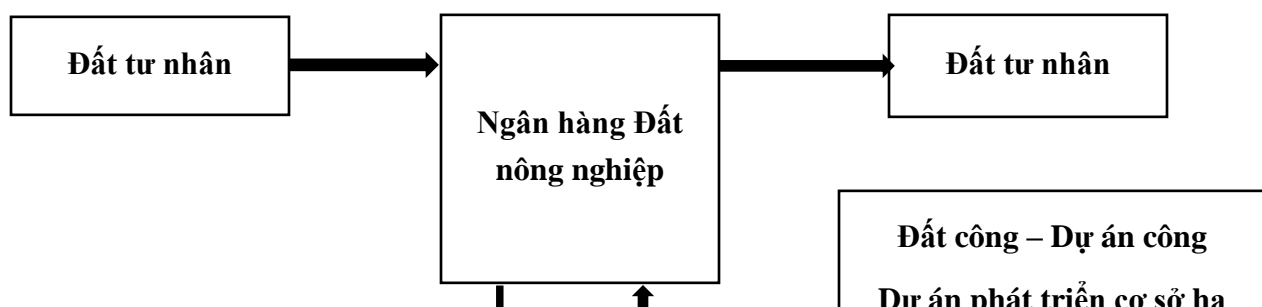 Đất tư nhân
Ngân hàng Đất
nông nghiệp
Đất tư nhân
Đất công – Dự án công
Dự án phát triển cơ sở hạ